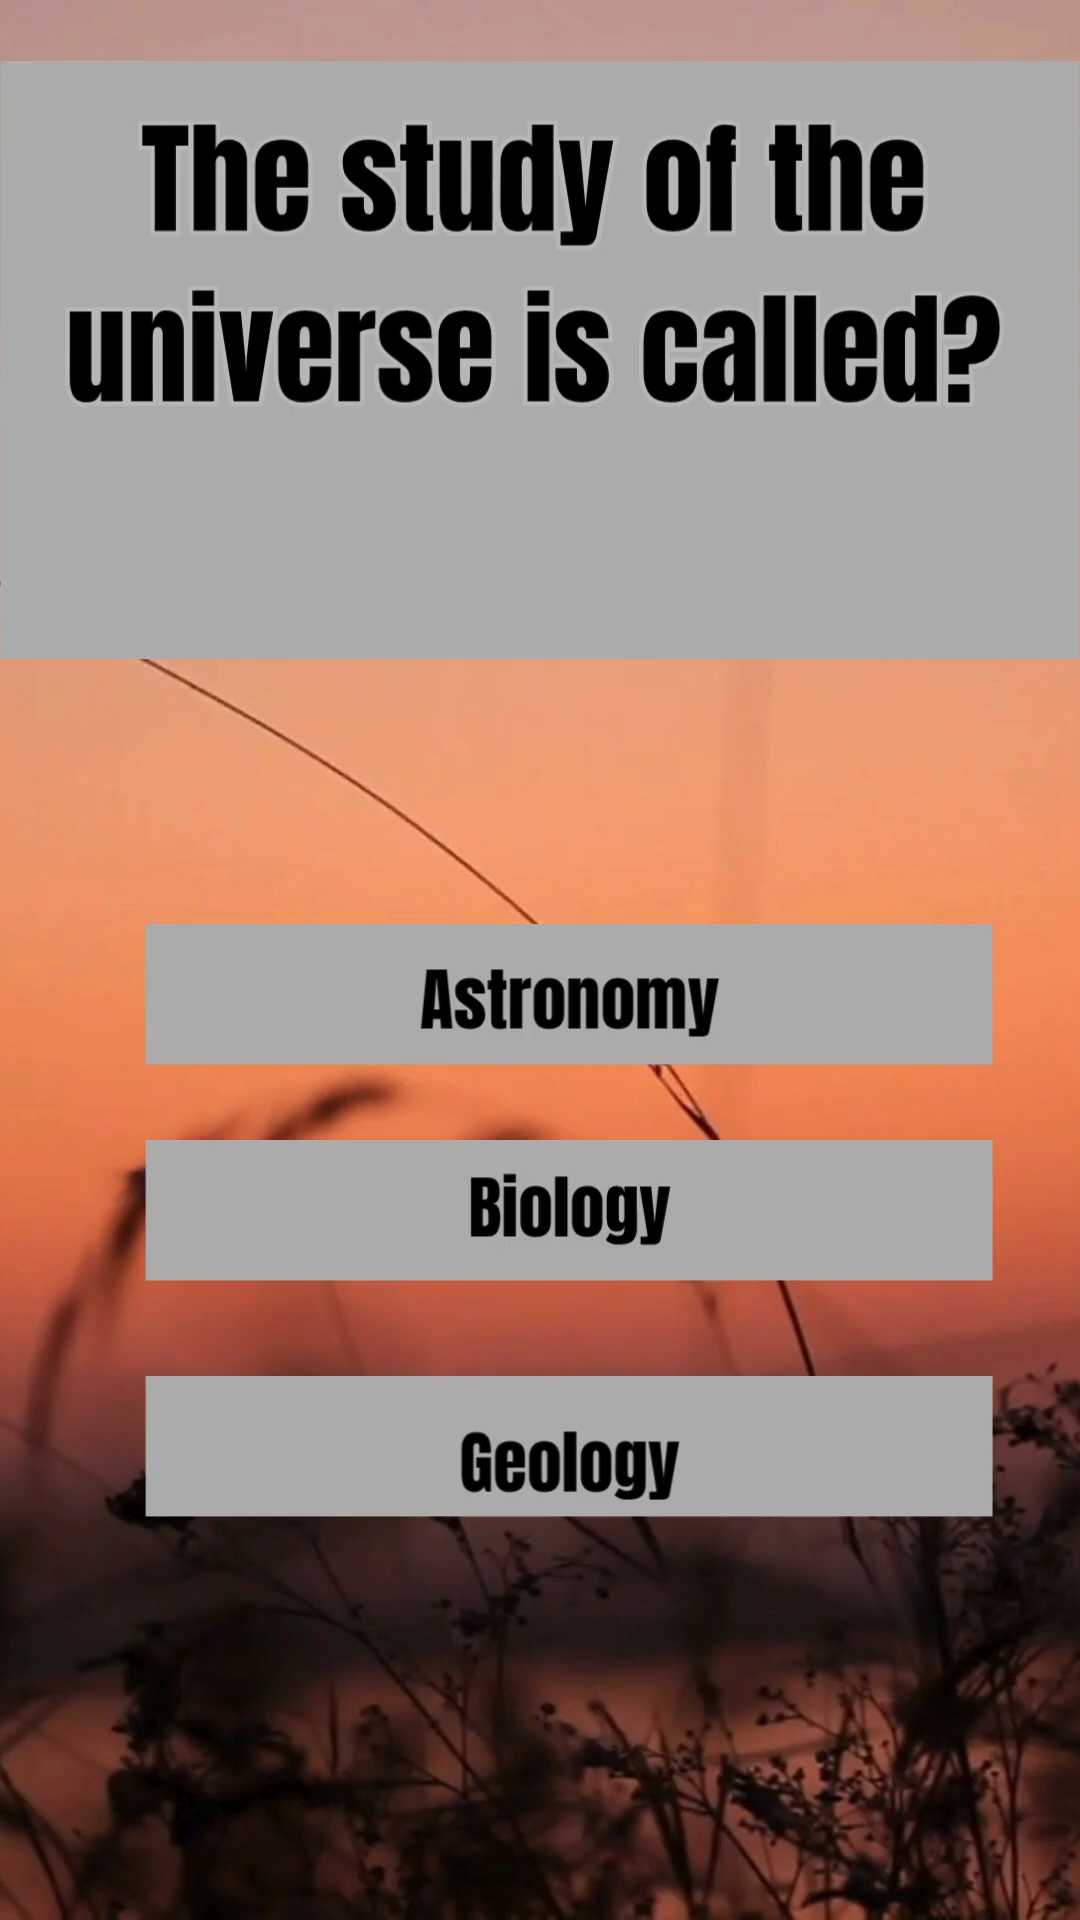 The study of the
universe is called?
Astronomy
Biology
Geology